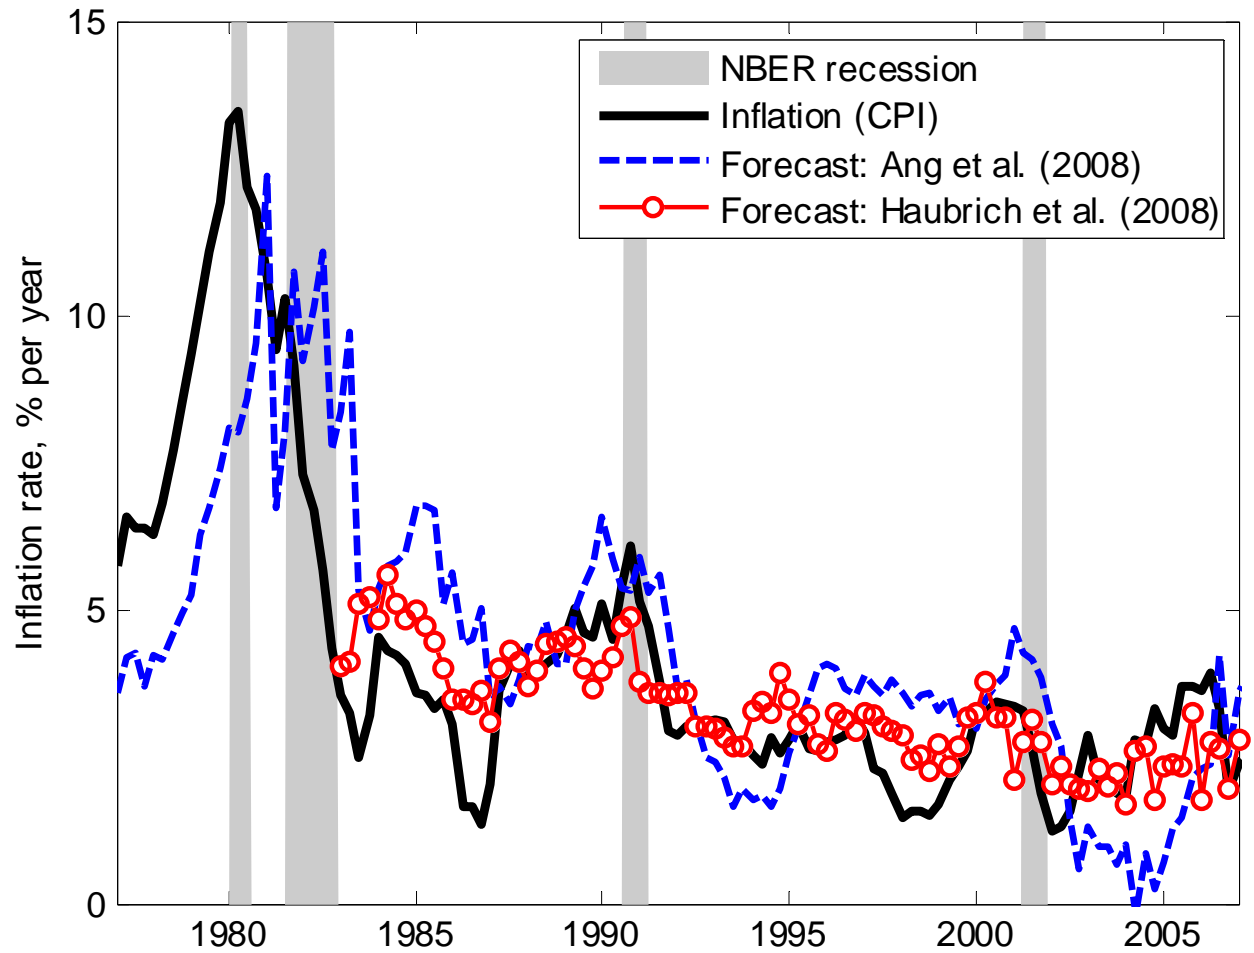 15
NBER recession
Inflation (CPI)
Forecast: Ang et al. (2008)
Forecast: Haubrich et al. (2008)
10
Inflation rate, % per year
5
0
1980 1985 1990 1995 2000 2005